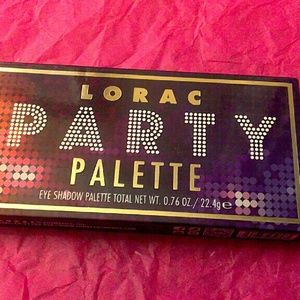 LORAC
PARTY
PALETTE
EYE SHADOW PALETTE TOTAL NET WT. 0.76 OZ./ 22.4g e